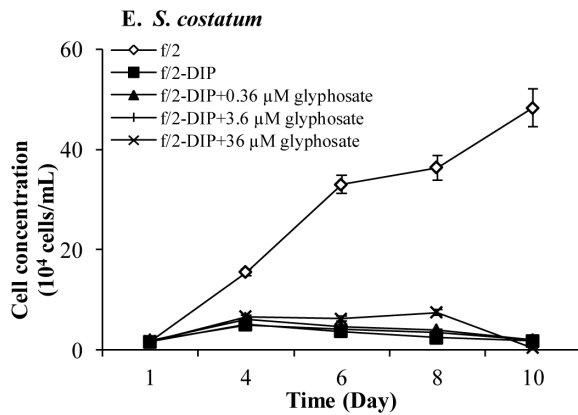 E. S. costatum
f/2
f/2-DIP
f/2-DIP+0.36 µM glyphosate
f/2-DIP+3.6 µM glyphosate
f/2-DIP+36 µM glyphosate
Cell concentration
(10⁴ cells/mL)
60
40
20
0
1 4 6 8 10
Time (Day)